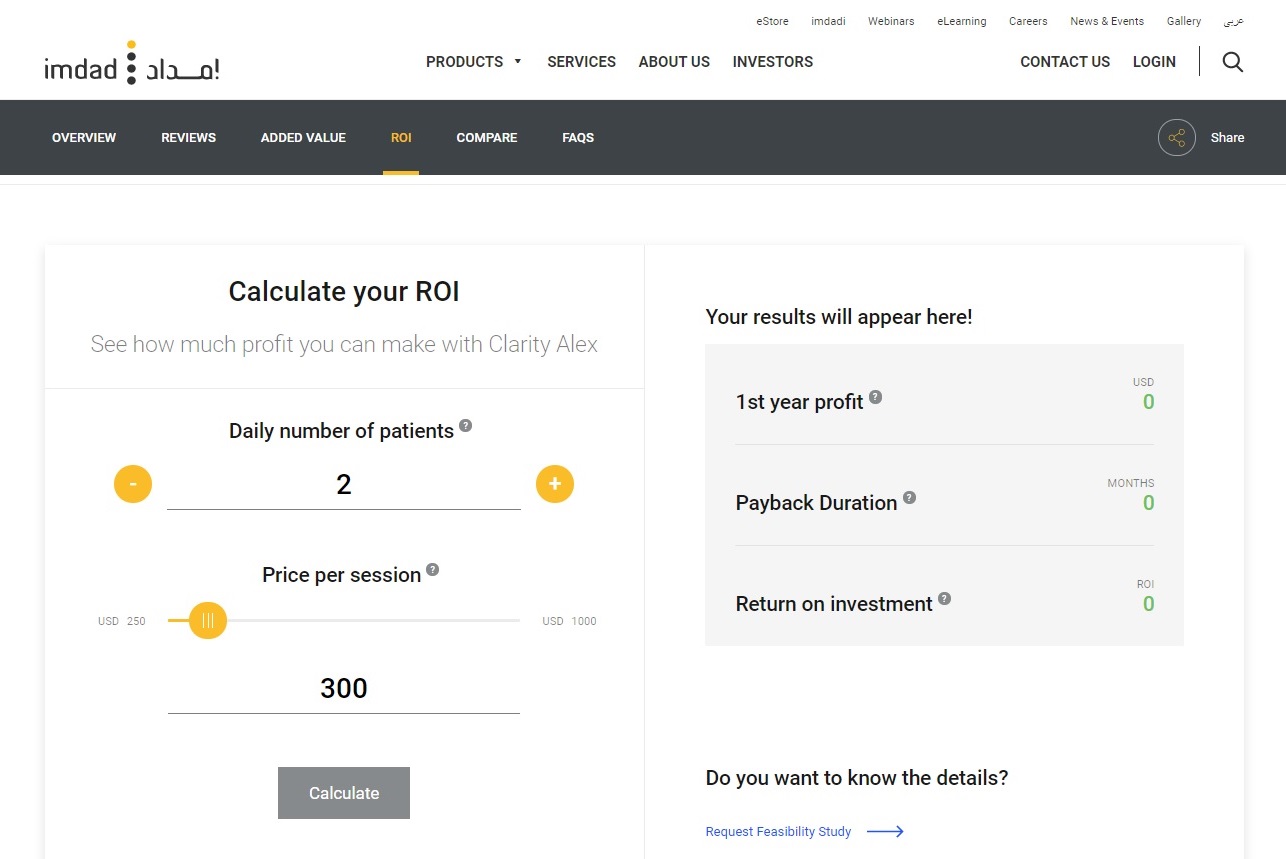 eStore imdadi Webinars eLearning Careers News & Events Gallery عربي
imdad إمداد PRODUCTS SERVICES ABOUT US INVESTORS CONTACT US LOGIN
OVERVIEW REVIEWS ADDED VALUE ROI COMPARE FAQS Share
Calculate your ROI
See how much profit you can make with Clarity Alex
Daily number of patients ?
- 2 +
Price per session ?
USD 250 USD 1000
300
Calculate
Your results will appear here!
USD
1st year profit ? 0
MONTHS
Payback Duration ? 0
ROI
Return on investment ? 0
Do you want to know the details?
Request Feasibility Study